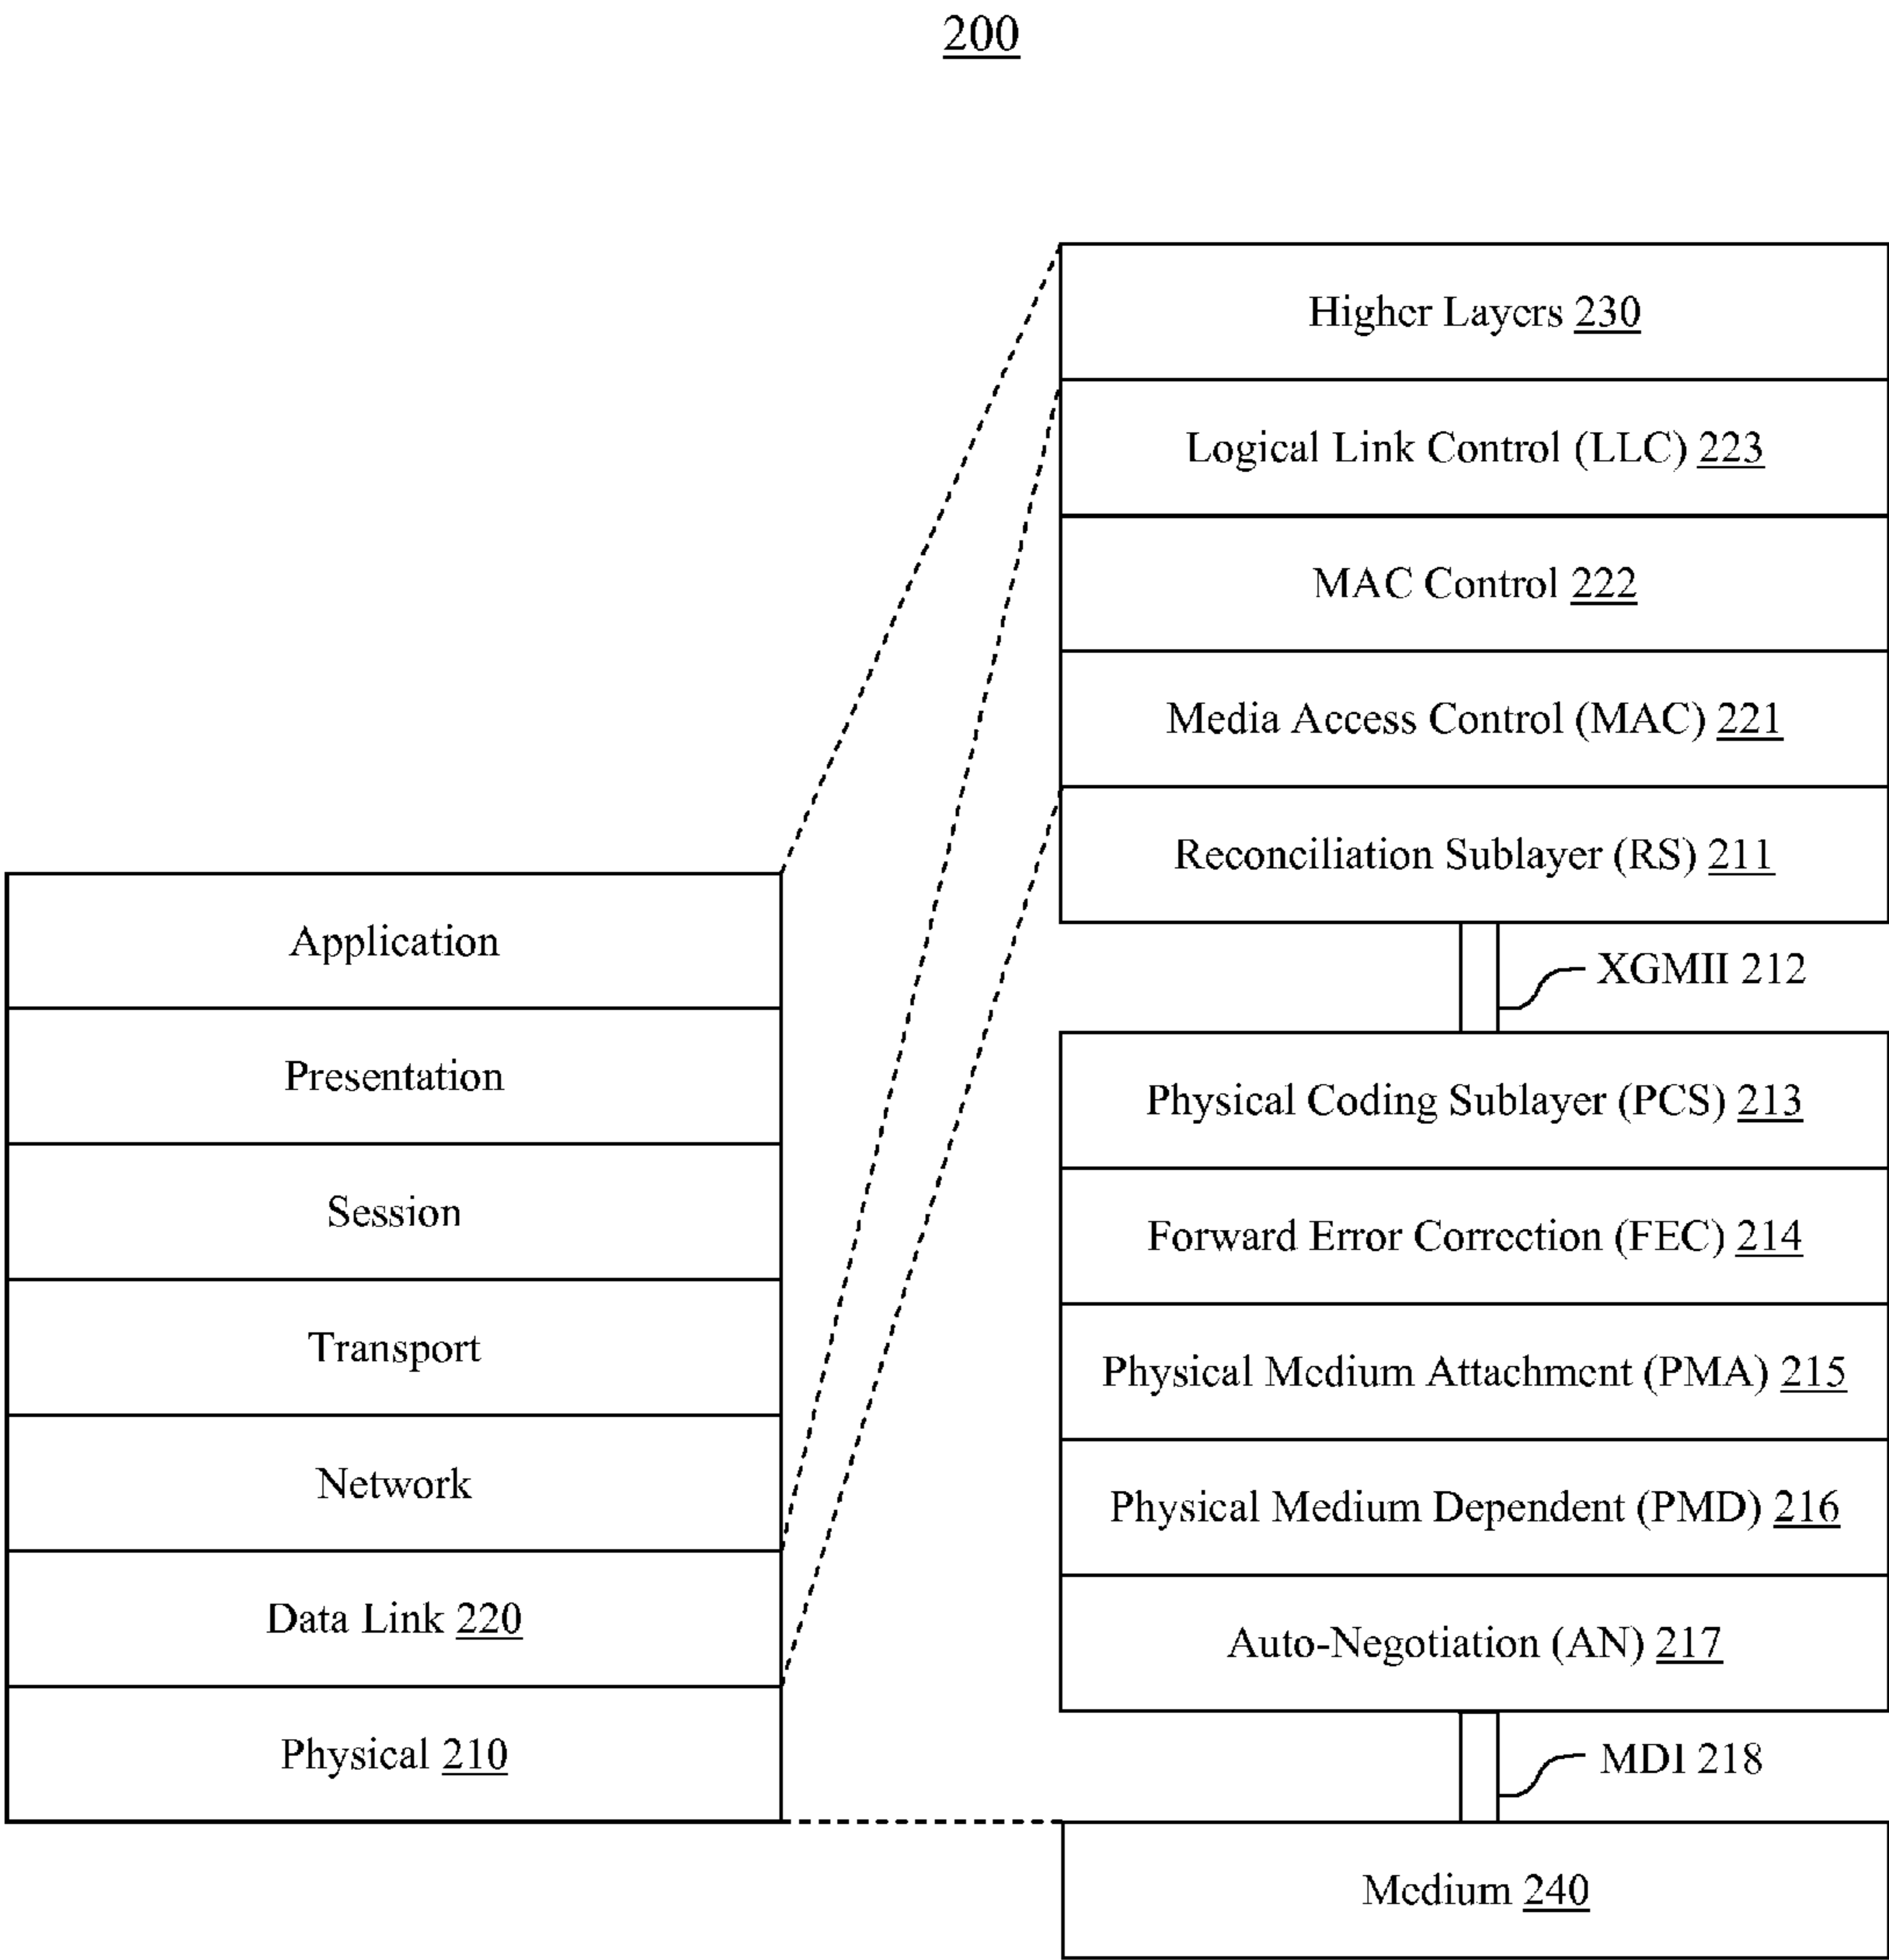 200
Higher Layers 230
Logical Link Control (LLC) 223
MAC Control 222
Media Access Control (MAC) 221
Reconciliation Sublayer (RS) 211
XGMII 212
Physical Coding Sublayer (PCS) 213
Forward Error Correction (FEC) 214
Physical Medium Attachment (PMA) 215
Physical Medium Dependent (PMD) 216
Auto-Negotiation (AN) 217
MDI 218
Medium 240
Application
Presentation
Session
Transport
Network
Data Link 220
Physical 210